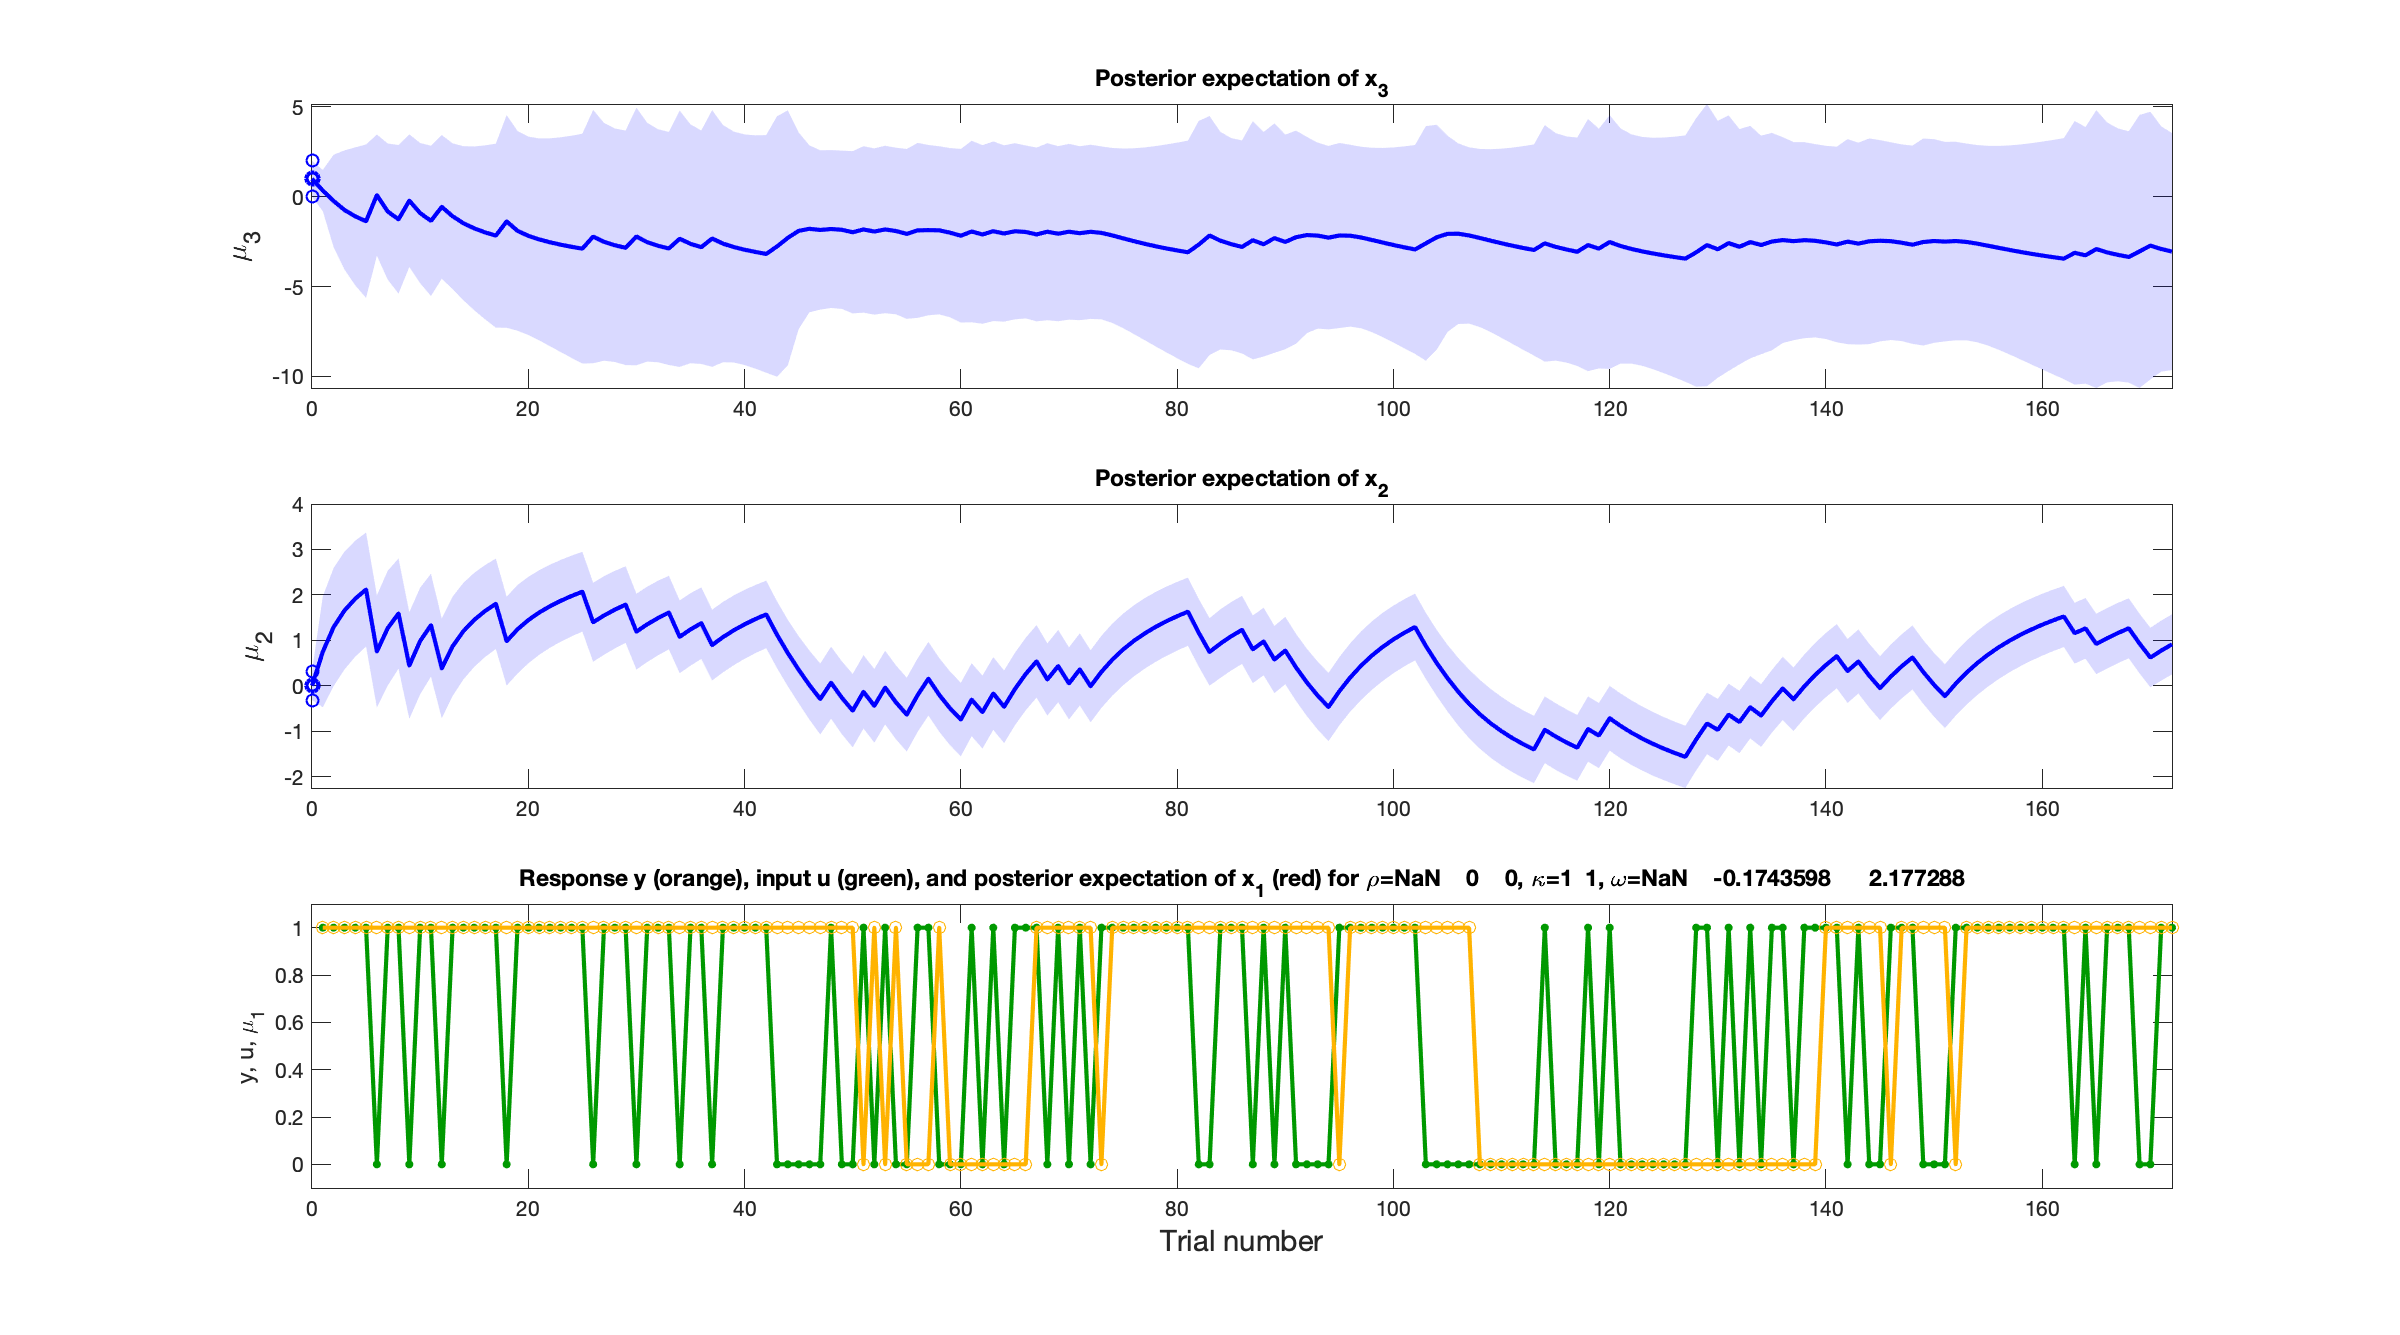 Posterior expectation of x₃
5
0
-5
-10
μ₃
0 20 40 60 80 100 120 140 160
Posterior expectation of x₂
4
3
2
1
0
-1
-2
μ₂
0 20 40 60 80 100 120 140 160
Response y (orange), input u (green), and posterior expectation of x₁ (red) for ρ=NaN 0 0, κ=1 1, ω=NaN -0.1743598 2.177288
1
0.8
0.6
0.4
0.2
0
y, u, μ₁
0 20 40 60 80 100 120 140 160
Trial number